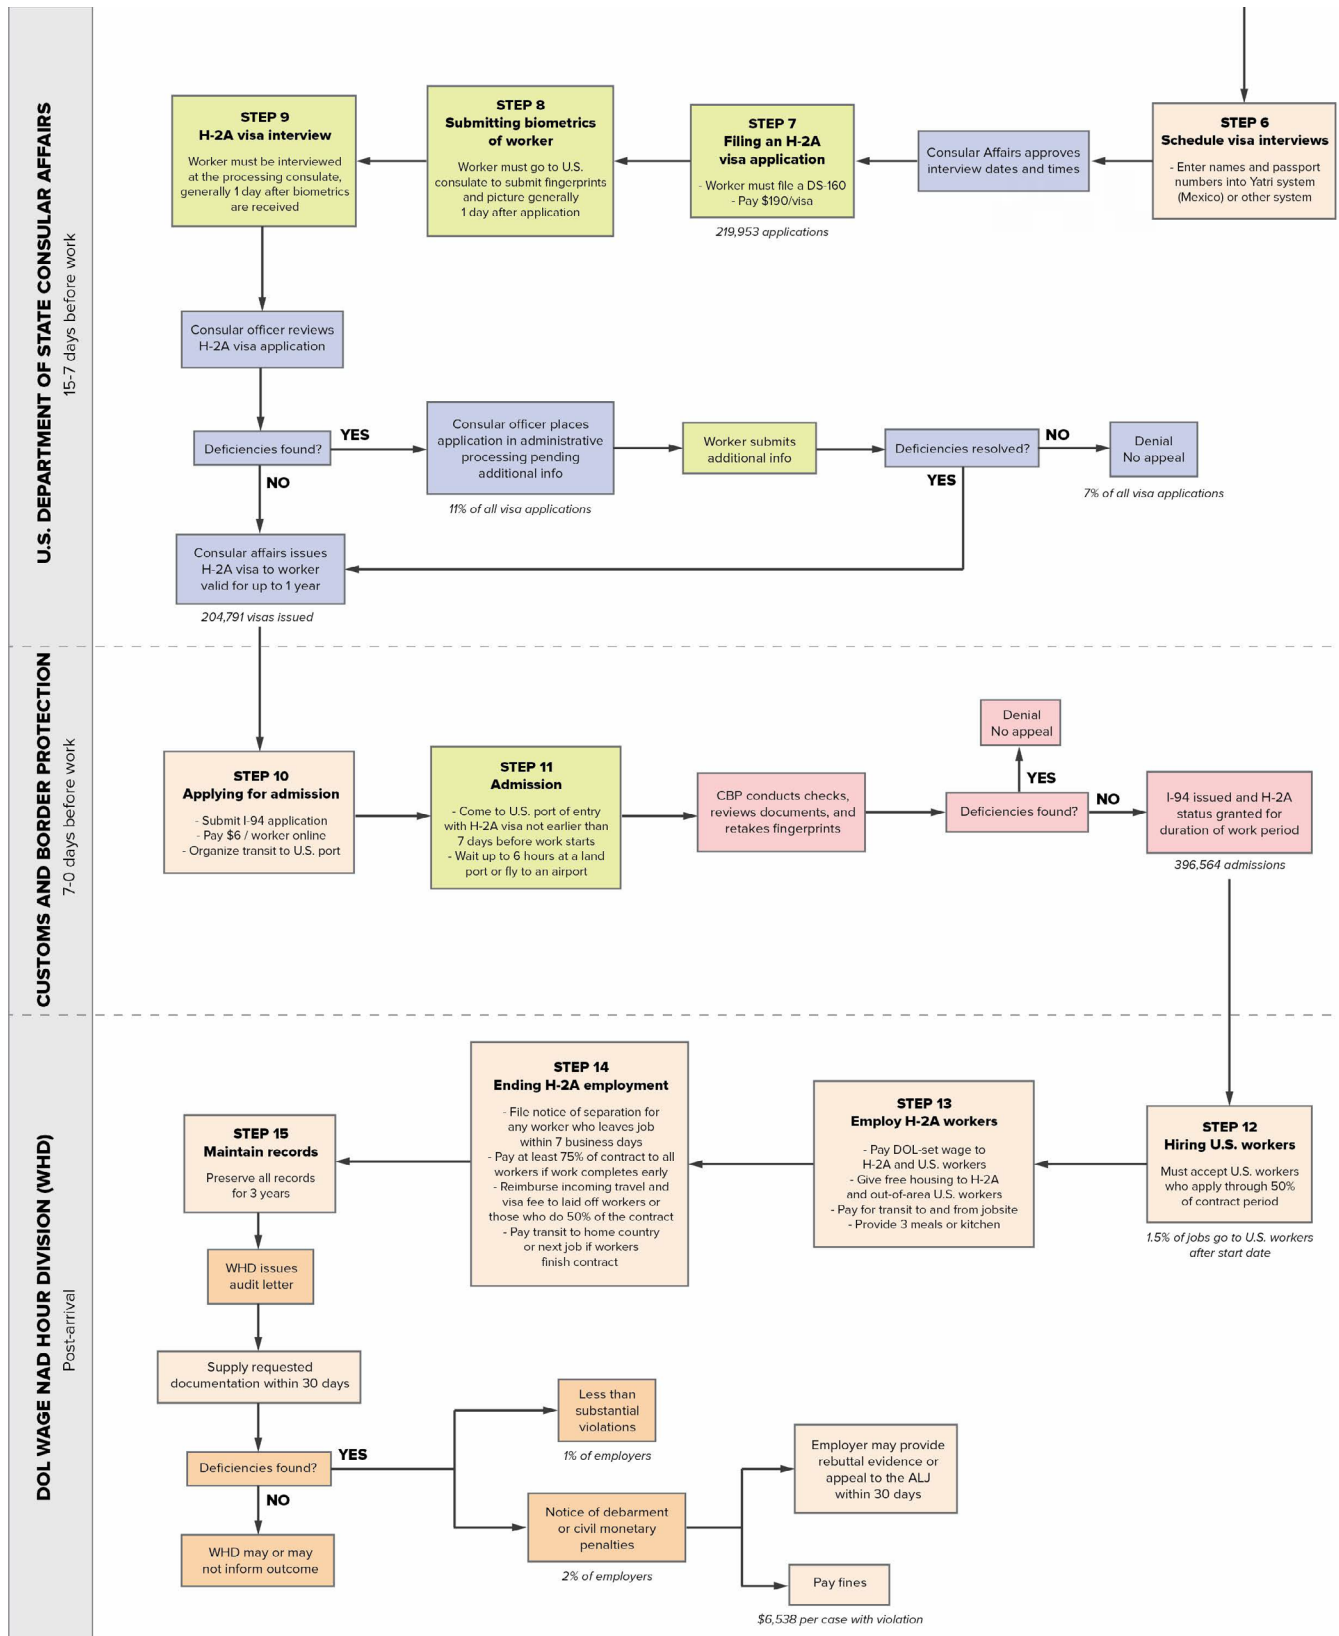 U.S. DEPARTMENT OF STATE CONSULAR AFFAIRS
15-7 days before work
STEP 6
Schedule visa interviews
- Enter names and passport
numbers into Yatri system
(Mexico) or other system
Consular Affairs approves
interview dates and times
STEP 7
Filing an H-2A
visa application
- Worker must file a DS-160
- Pay $190/visa
219,953 applications
STEP 8
Submitting biometrics
of worker
Worker must go to U.S.
consulate to submit fingerprints
and picture generally
1 day after application
STEP 9
H-2A visa interview
Worker must be interviewed
at the processing consulate,
generally 1 day after biometrics
are received
Consular officer reviews
H-2A visa application
Deficiencies found?
YES
NO
Consular officer places
application in administrative
processing pending
additional info
11% of all visa applications
Worker submits
additional info
Deficiencies resolved?
NO
YES
Denial
No appeal
7% of all visa applications
Consular affairs issues
H-2A visa to worker
valid for up to 1 year
204,791 visas issued
CUSTOMS AND BORDER PROTECTION
7-0 days before work
STEP 10
Applying for admission
- Submit I-94 application
- Pay $6 / worker online
- Organize transit to U.S. port
STEP 11
Admission
- Come to U.S. port of entry
with H-2A visa not earlier than
7 days before work starts
- Wait up to 6 hours at a land
port or fly to an airport
CBP conducts checks,
reviews documents, and
retakes fingerprints
Deficiencies found?
YES
Denial
No appeal
NO
I-94 issued and H-2A
status granted for
duration of work period
396,564 admissions
DOL WAGE NAD HOUR DIVISION (WHD)
Post-arrival
STEP 12
Hiring U.S. workers
Must accept U.S. workers
who apply through 50%
of contract period
1.5% of jobs go to U.S. workers
after start date
STEP 13
Employ H-2A workers
- Pay DOL-set wage to
H-2A and U.S. workers
- Give free housing to H-2A
and out-of-area U.S. workers
- Pay for transit to and from jobsite
- Provide 3 meals or kitchen
STEP 14
Ending H-2A employment
- File notice of separation for
any worker who leaves job
within 7 business days
- Pay at least 75% of contract to all
workers if work completes early
- Reimburse incoming travel and
visa fee to laid off workers or
those who do 50% of the contract
- Pay transit to home country
or next job if workers
finish contract
STEP 15
Maintain records
Preserve all records
for 3 years
WHD issues
audit letter
Supply requested
documentation within 30 days
Deficiencies found?
YES
NO
WHD may or may
not inform outcome
Less than
substantial
violations
1% of employers
Notice of debarment
or civil monetary
penalties
2% of employers
Employer may provide
rebuttal evidence or
appeal to the ALJ
within 30 days
Pay fines
$6,538 per case with violation